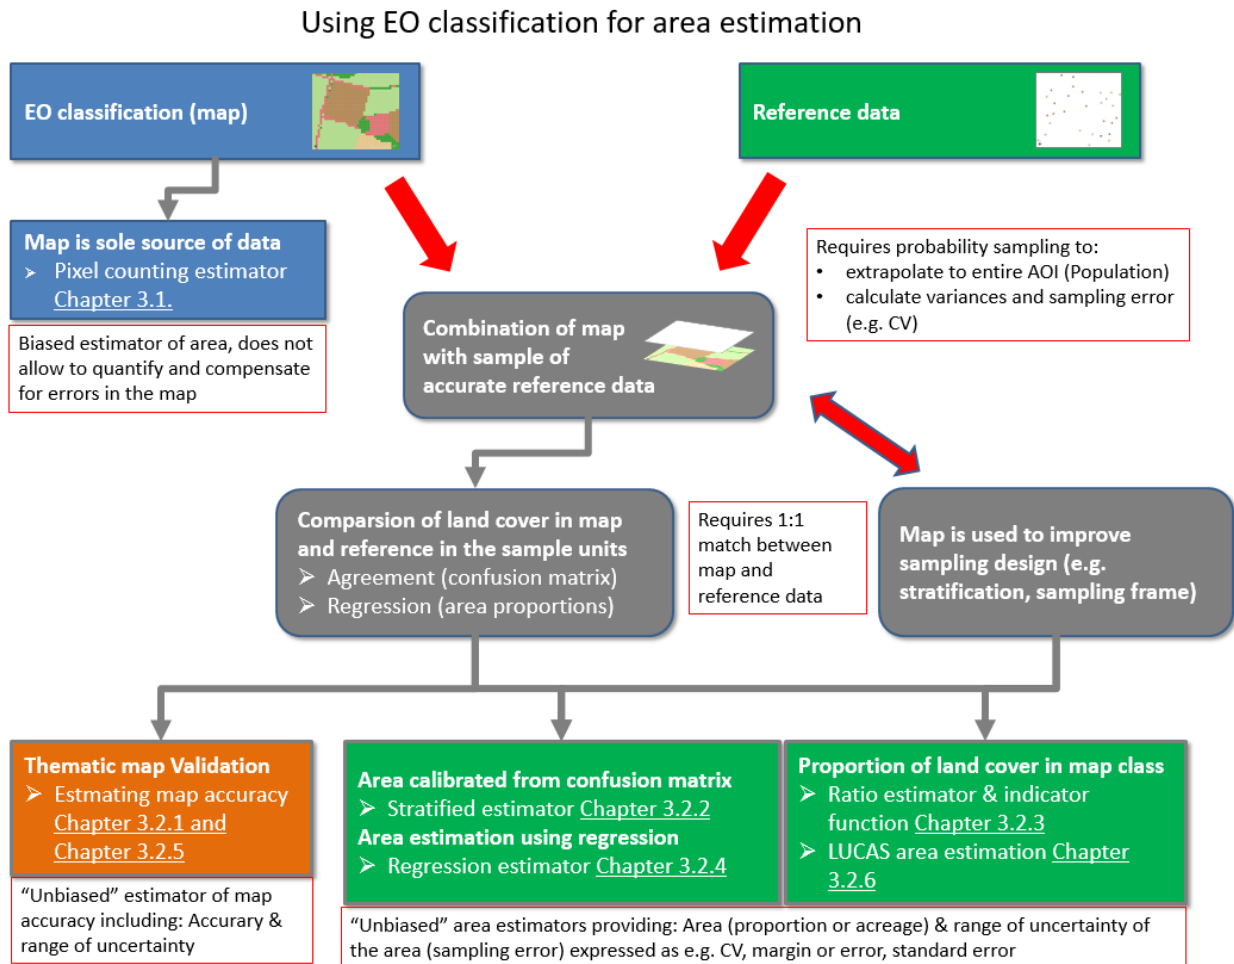 Using EO classification for area estimation
EO classification (map)
Reference data
Map is sole source of data
➢ Pixel counting estimator
Chapter 3.1.
Biased estimator of area, does not
allow to quantify and compensate
for errors in the map
Requires probability sampling to:
• extrapolate to entire AOI (Population)
• calculate variances and sampling error
(e.g. CV)
Combination of map
with sample of
accurate reference data
Comparsion of land cover in map
and reference in the sample units
➢ Agreement (confusion matrix)
➢ Regression (area proportions)
Requires 1:1
match between
map and
reference data
Map is used to improve
sampling design (e.g.
stratification, sampling frame)
Thematic map Validation
➢ Estmating map accuracy
Chapter 3.2.1 and
Chapter 3.2.5
"Unbiased" estimator of map
accuracy including: Accurary &
range of uncertainty
Area calibrated from confusion matrix
➢ Stratified estimator Chapter 3.2.2
Area estimation using regression
➢ Regression estimator Chapter 3.2.4
Proportion of land cover in map class
➢ Ratio estimator & indicator
function Chapter 3.2.3
➢ LUCAS area estimation Chapter
3.2.6
"Unbiased" area estimators providing: Area (proportion or acreage) & range of uncertainty of
the area (sampling error) expressed as e.g. CV, margin or error, standard error